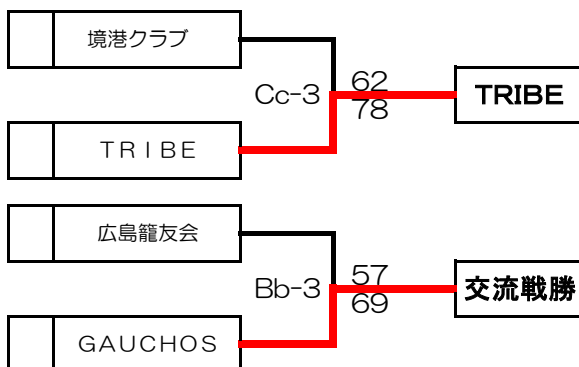 境港クラブ
Cc-3
62
78
TRIBE
ＴＲＩＢＥ
広島籠友会
Bb-3
57
69
交流戦勝
ＧＡＵＣＨＯＳ